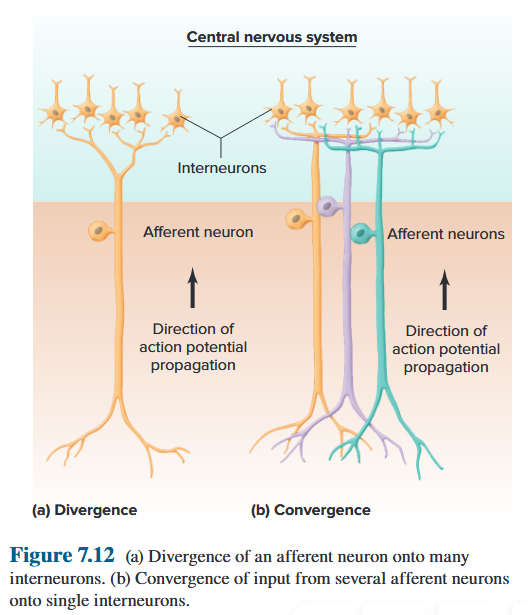 Central nervous system
Interneurons
Afferent neuron
Afferent neurons
Direction of
action potential
propagation
Direction of
action potential
propagation
(a) Divergence
(b) Convergence
Figure 7.12 (a) Divergence of an afferent neuron onto many
interneurons. (b) Convergence of input from several afferent neurons
onto single interneurons.